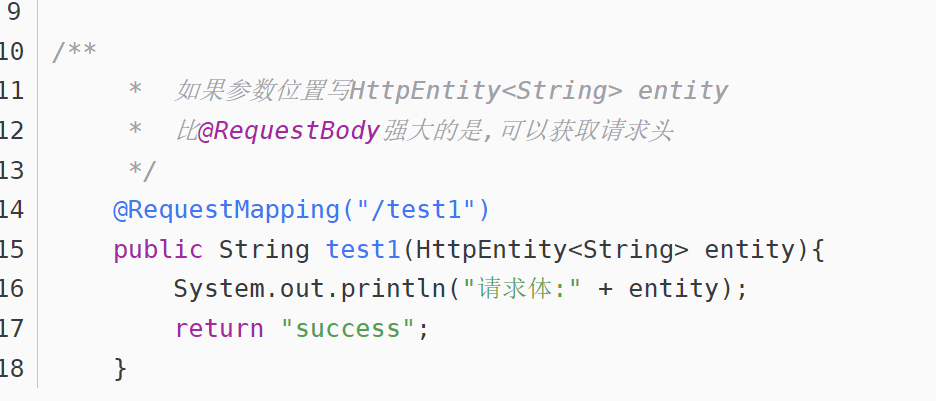 9
10 /**
11 * 如果参数位置写HttpEntity<String> entity
12 * 比@RequestBody强大的是,可以获取请求头
13 */
14 @RequestMapping("/test1")
15 public String test1(HttpEntity<String> entity){
16 System.out.println("请求体:" + entity);
17 return "success";
18 }